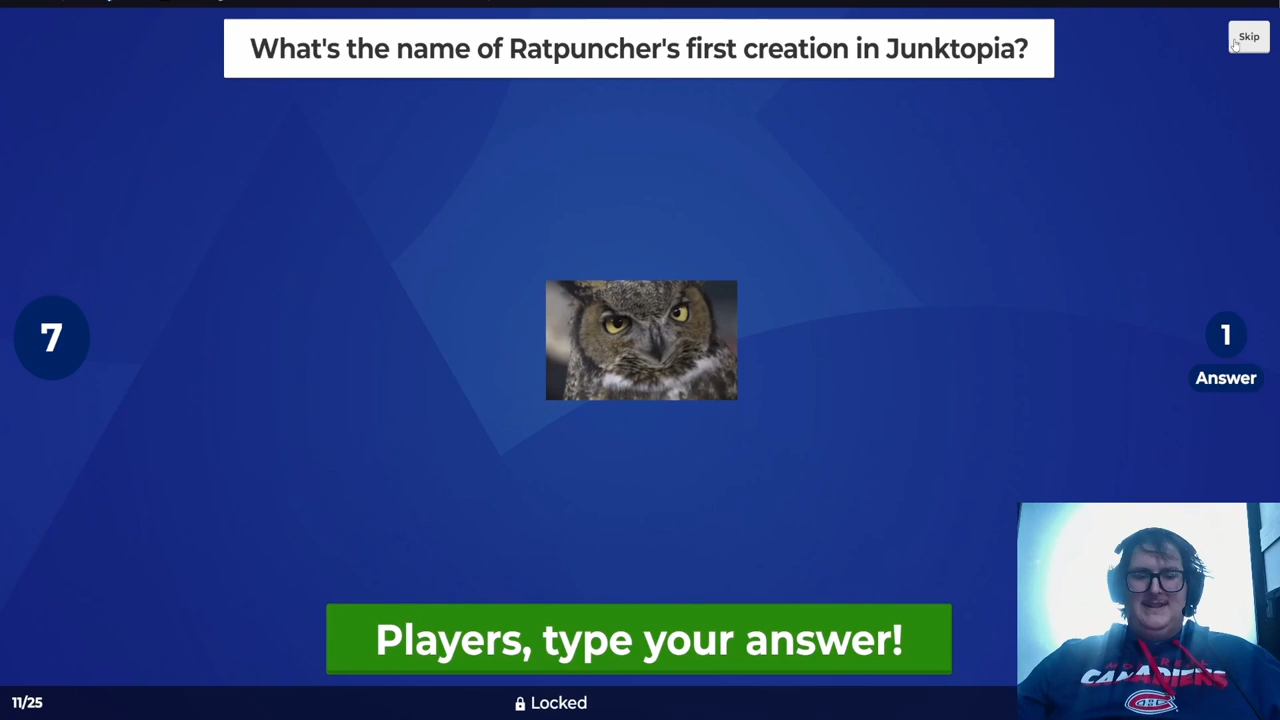 What's the name of Ratpuncher's first creation in Junktopia?
Skip
7
1
Answer
Players, type your answer!
CANADIENS
11/25
Locked